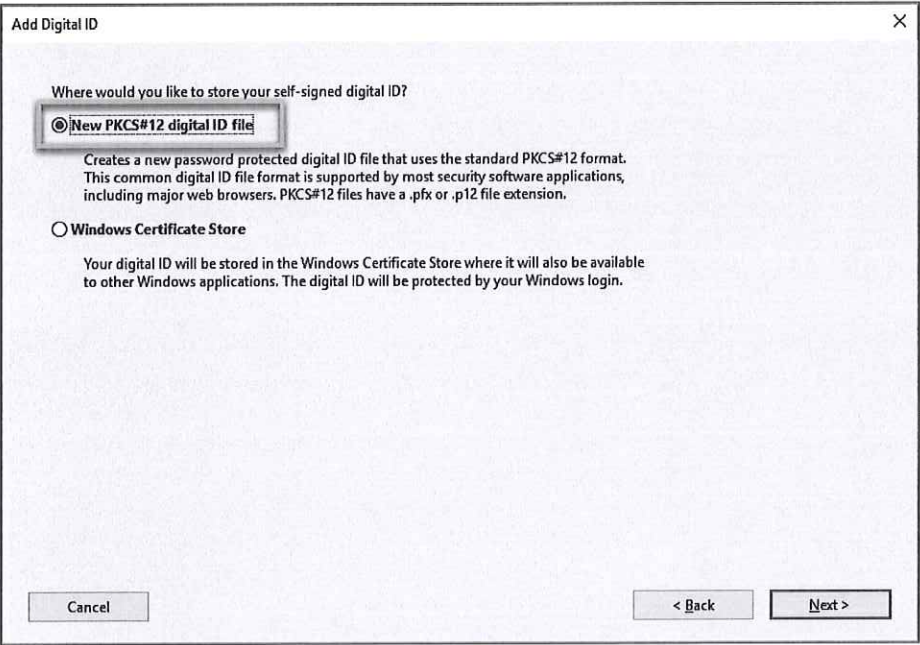 Add Digital ID
Where would you like to store your self-signed digital ID?
New PKCS#12 digital ID file
Creates a new password protected digital ID file that uses the standard PKCS#12 format.
This common digital ID file format is supported by most security software applications,
including major web browsers. PKCS#12 files have a .pfx or .p12 file extension.
Windows Certificate Store
Your digital ID will be stored in the Windows Certificate Store where it will also be available
to other Windows applications. The digital ID will be protected by your Windows login.
Cancel
< Back
Next >